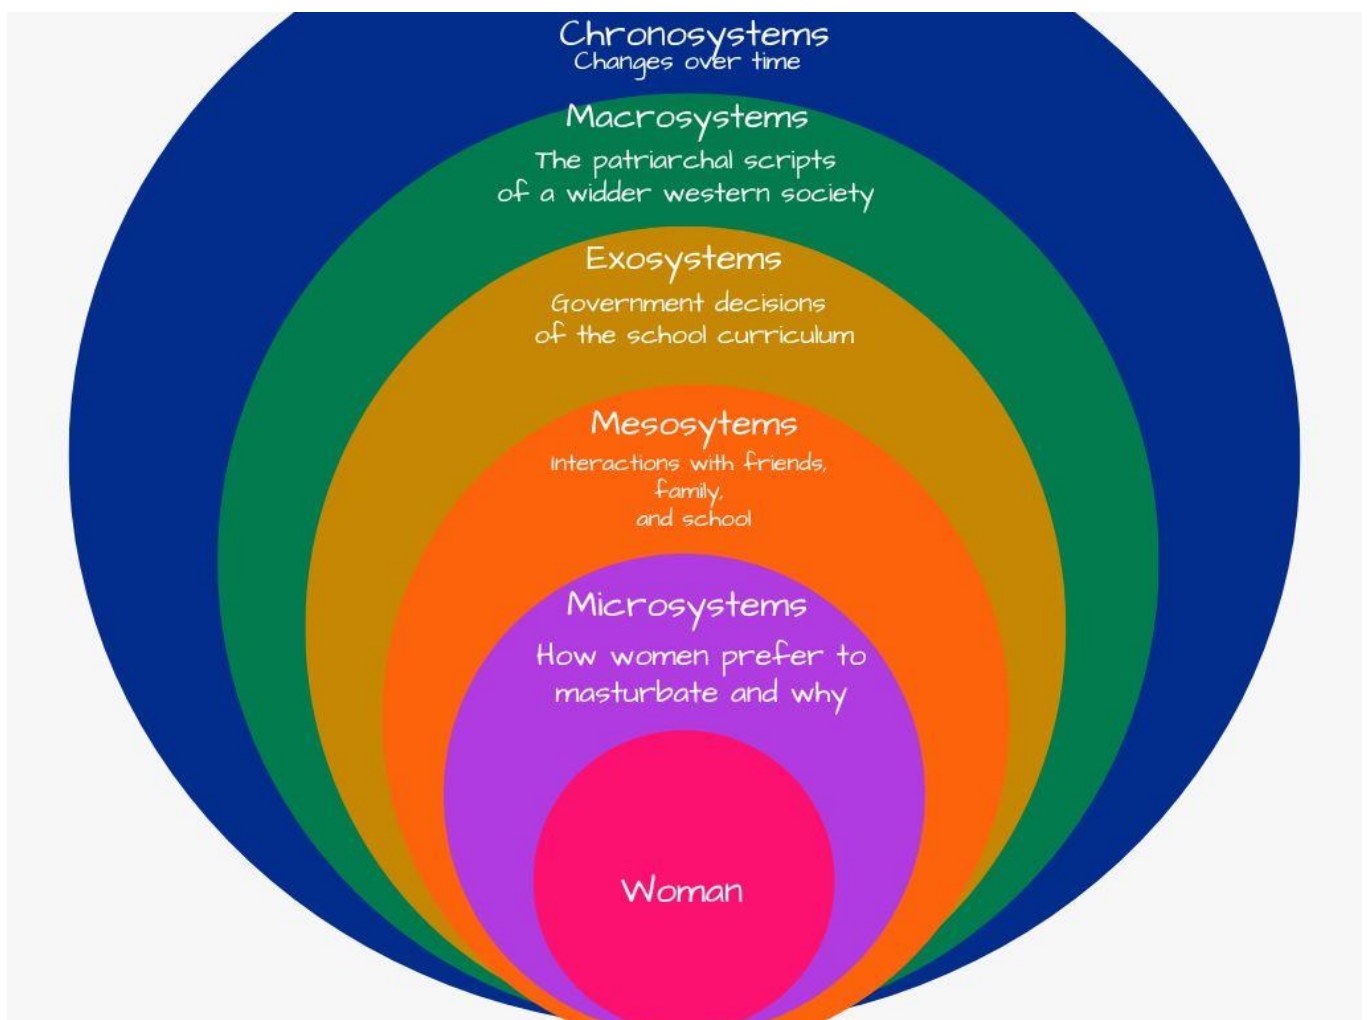 Chronosystems
Changes over time
Macrosystems
The patriarchal scripts
of a widder western society
Exosystems
Government decisions
of the school curriculum
Mesosytems
Interactions with friends,
family,
and school
Microsystems
How women prefer to
masturbate and why
Woman